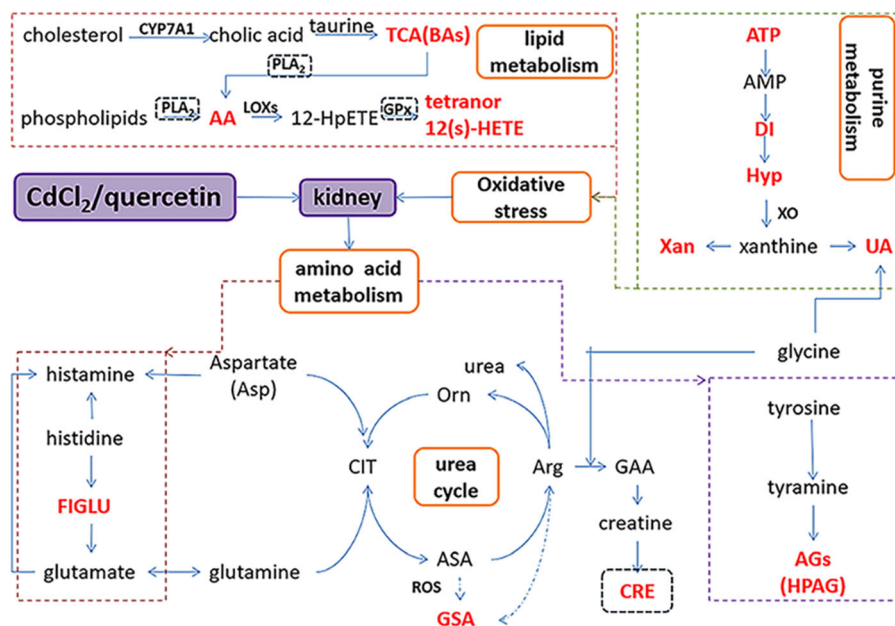 cholesterol CYP7A1 cholic acid taurine TCA(BAs)
lipid
metabolism
PLA2
phospholipids PLA2 AA LOXs 12-HpETE GPx tetranor
12(s)-HETE
ATP
AMP
DI
Hyp
XO
Xan xanthine UA
purine
metabolism
CdCl2/quercetin kidney Oxidative
stress
amino acid
metabolism
glycine
histamine
histidine
FIGLU
glutamate glutamine
Aspartate
(Asp)
urea
Orn
CIT urea
cycle
Arg GAA
creatine
CRE
ASA
ROS
GSA
tyrosine
tyramine
AGs
(HPAG)